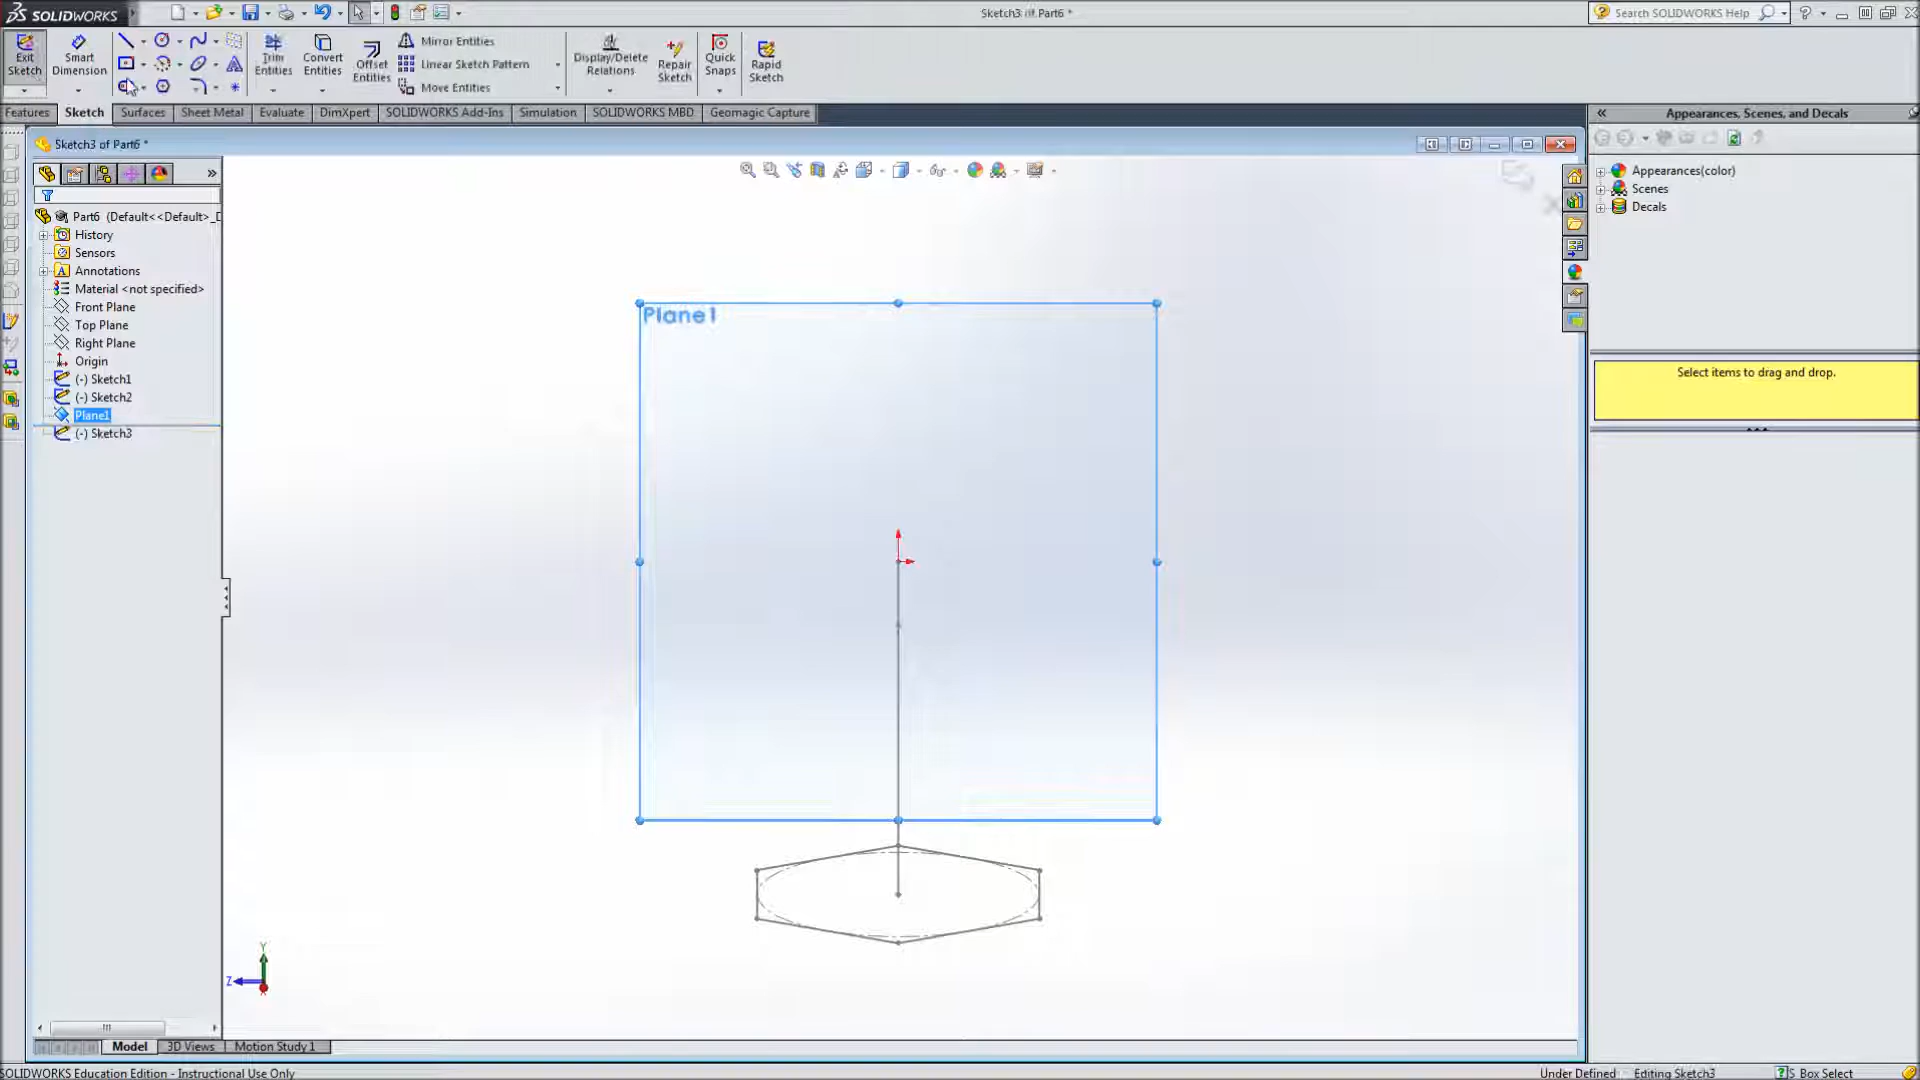 SOLIDWORKS
Sketch3 of Part6 *
Search SOLIDWORKS Help
Exit Sketch
Smart Dimension
Trim Entities
Convert Entities
Offset Entities
Mirror Entities
Linear Sketch Pattern
Move Entities
Display/Delete Relations
Repair Sketch
Quick Snaps
Rapid Sketch
Features
Sketch
Surfaces
Sheet Metal
Evaluate
DimXpert
SOLIDWORKS Add-Ins
Simulation
SOLIDWORKS MBD
Geomagic Capture
Appearances, Scenes, and Decals
Sketch3 of Part6 *
Part6 (Default<<Default>_D
History
Sensors
Annotations
Material <not specified>
Front Plane
Top Plane
Right Plane
Origin
(-) Sketch1
(-) Sketch2
Plane1
(-) Sketch3
Plane1
Y
Z
Appearances(color)
Scenes
Decals
Select items to drag and drop.
Model
3D Views
Motion Study 1
SOLIDWORKS Education Edition - Instructional Use Only
Under Defined
Editing Sketch3
Box Select